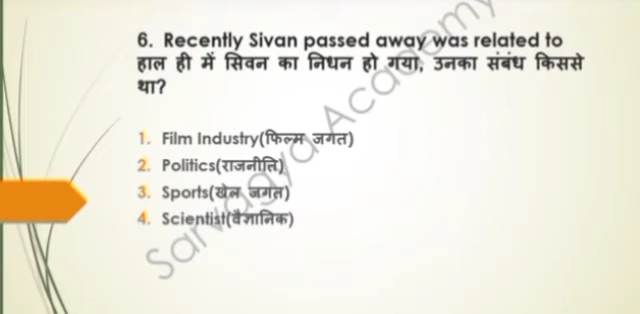 6. Recently Sivan passed away was related to
हाल ही में सिवन का निधन हो गया, उनका संबंध किससे
था?
1. Film Industry(फिल्म जगत)
2. Politics(राजनीति)
3. Sports(खेल जगत)
4. Scientist(वैज्ञानिक)
Sarvagya Academy